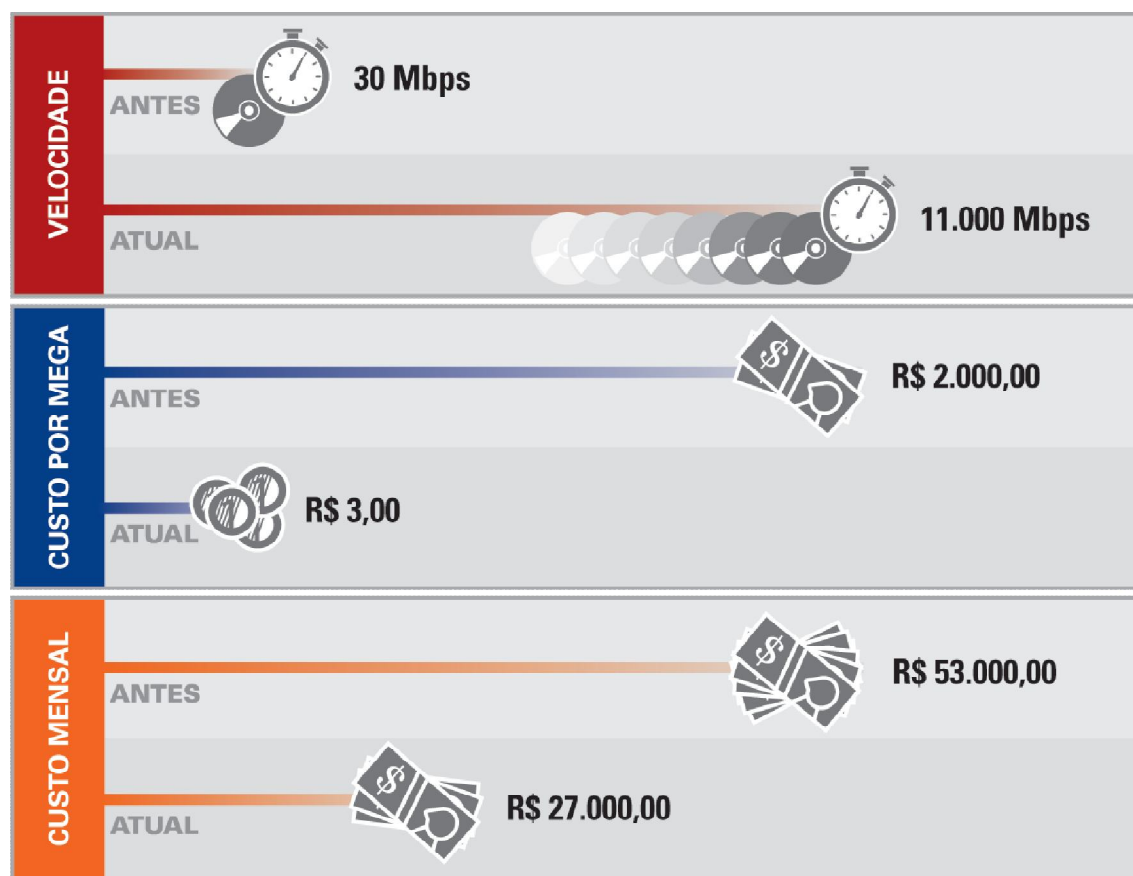 VELOCIDADE
ANTES
30 Mbps
ATUAL
11.000 Mbps
CUSTO POR MEGA
ANTES
R$ 2.000,00
ATUAL
R$ 3,00
CUSTO MENSAL
ANTES
R$ 53.000,00
ATUAL
R$ 27.000,00